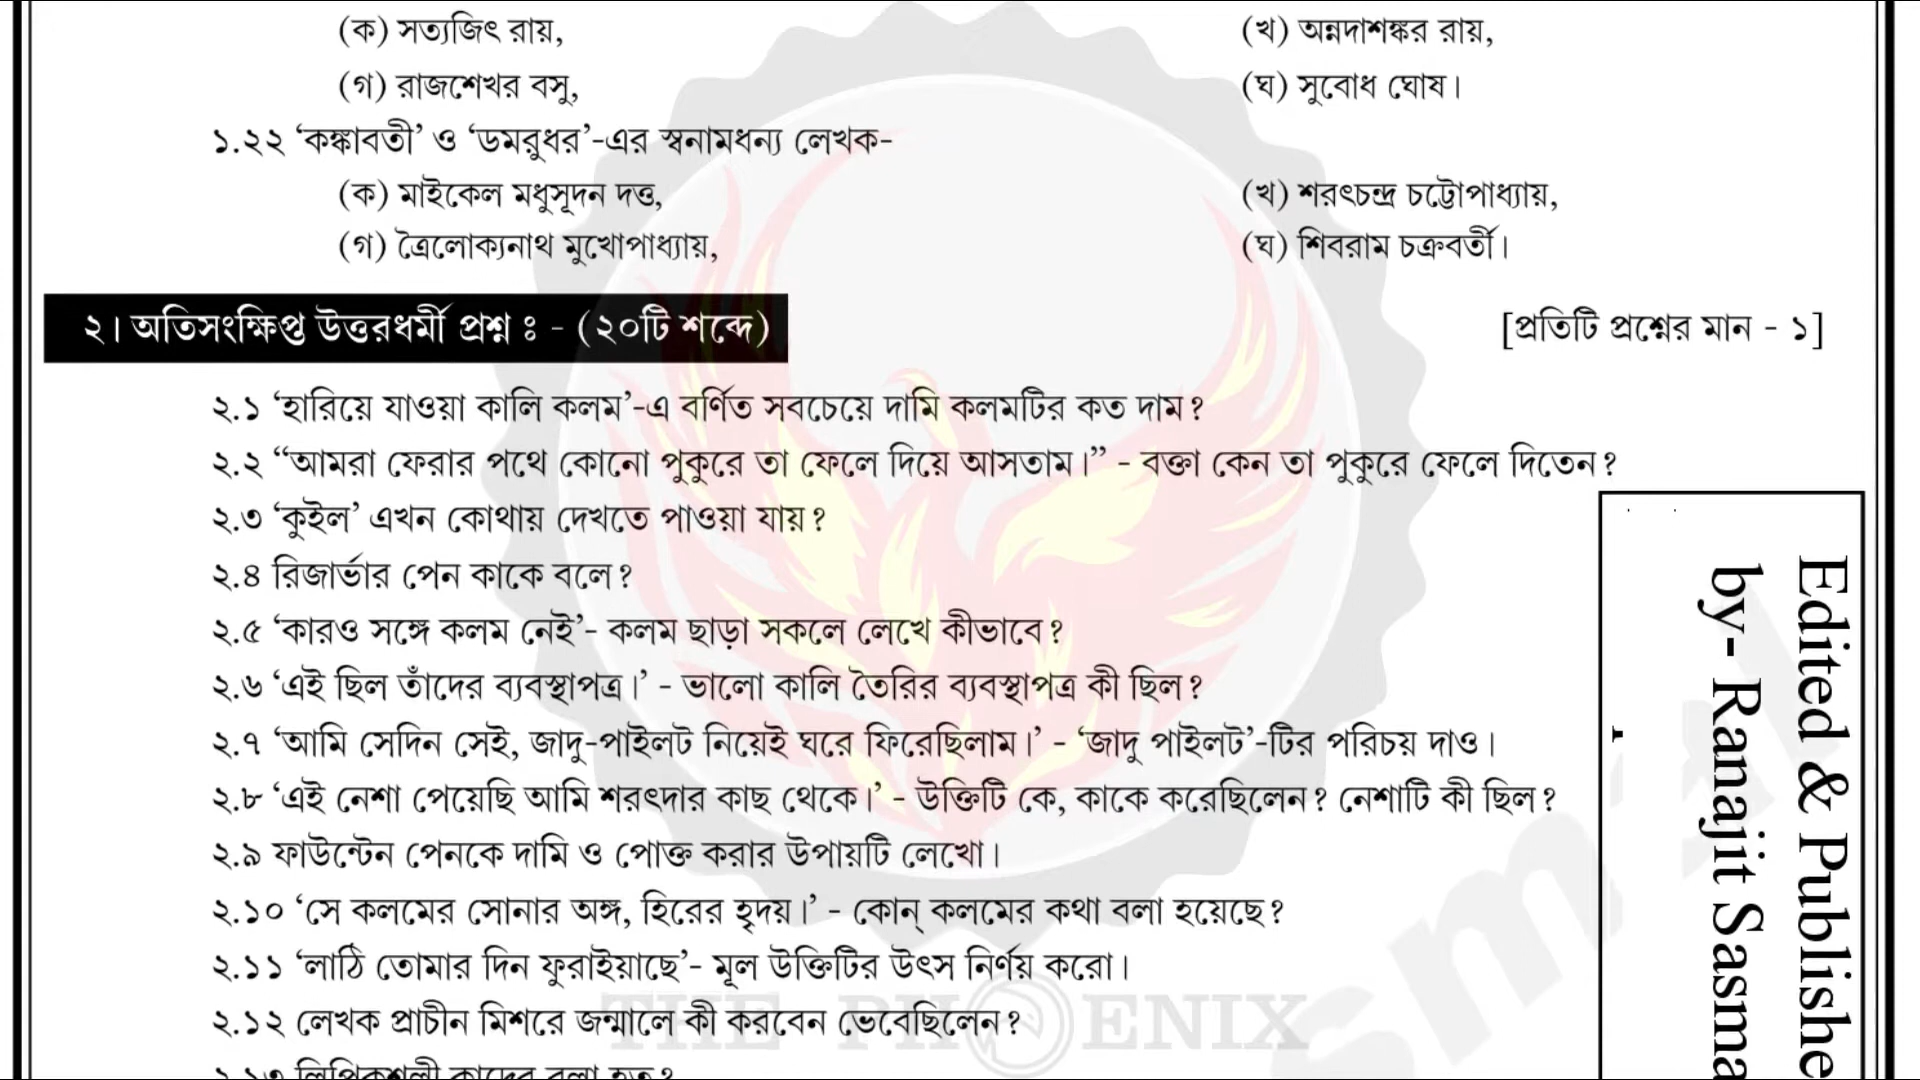 (ক) সত্যজিৎ রায়, (খ) অন্নদাশঙ্কর রায়,
(গ) রাজশেখর বসু, (ঘ) সুবোধ ঘোষ।
১.২২ ‘কঙ্কাবতী’ ও ‘ডমরুধর’-এর স্বনামধন্য লেখক-
(ক) মাইকেল মধুসূদন দত্ত, (খ) শরৎচন্দ্র চট্টোপাধ্যায়,
(গ) ত্রৈলোক্যনাথ মুখোপাধ্যায়, (ঘ) শিবরাম চক্রবর্তী।
২। অতিসংক্ষিপ্ত উত্তরধর্মী প্রশ্ন ঃ - (২০টি শব্দে) [প্রতিটি প্রশ্নের মান - ১]
২.১ ‘হারিয়ে যাওয়া কালি কলম’-এ বর্ণিত সবচেয়ে দামি কলমটির কত দাম?
২.২ “আমরা ফেরার পথে কোনো পুকুরে তা ফেলে দিয়ে আসতাম।” - বক্তা কেন তা পুকুরে ফেলে দিতেন?
২.৩ ‘কুইল’ এখন কোথায় দেখতে পাওয়া যায়?
২.৪ রিজার্ভার পেন কাকে বলে?
২.৫ ‘কারও সঙ্গে কলম নেই’- কলম ছাড়া সকলে লেখে কীভাবে?
২.৬ ‘এই ছিল তাঁদের ব্যবস্থাপত্র।’ - ভালো কালি তৈরির ব্যবস্থাপত্র কী ছিল?
২.৭ ‘আমি সেদিন সেই, জাদু-পাইলট নিয়েই ঘরে ফিরেছিলাম।’ - ‘জাদু পাইলট’-টির পরিচয় দাও।
২.৮ ‘এই নেশা পেয়েছি আমি শরৎদার কাছ থেকে।’ - উক্তিটি কে, কাকে করেছিলেন? নেশাটি কী ছিল?
২.৯ ফাউন্টেন পেনকে দামি ও পোক্ত করার উপায়টি লেখো।
২.১০ ‘সে কলমের সোনার অঙ্গ, হিরের হৃদয়।’ - কোন্ কলমের কথা বলা হয়েছে?
২.১১ ‘লাঠি তোমার দিন ফুরাইয়াছে’- মূল উক্তিটির উৎস নির্ণয় করো।
২.১২ লেখক প্রাচীন মিশরে জন্মালে কী করবেন ভেবেছিলেন?
২.১৩ লিপিকুশলী কাদের বলা হত?
Edited & Publishe
by- Ranajit Sasma
THE PHOENIX